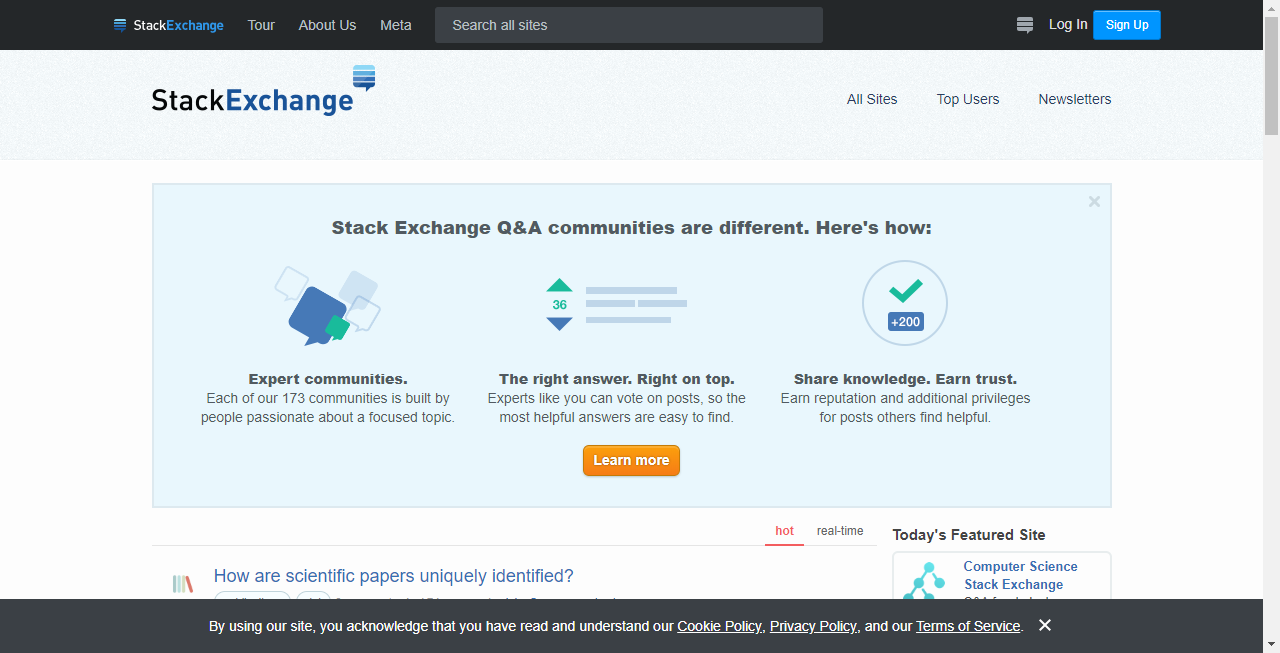 StackExchange Tour About Us Meta Search all sites Log In Sign Up
StackExchange All Sites Top Users Newsletters
Stack Exchange Q&A communities are different. Here's how:
36
+200
Expert communities.
Each of our 173 communities is built by
people passionate about a focused topic.
The right answer. Right on top.
Experts like you can vote on posts, so the
most helpful answers are easy to find.
Share knowledge. Earn trust.
Earn reputation and additional privileges
for posts others find helpful.
Learn more
hot real-time
Today's Featured Site
How are scientific papers uniquely identified?
Computer Science
Stack Exchange
By using our site, you acknowledge that you have read and understand our Cookie Policy, Privacy Policy, and our Terms of Service.